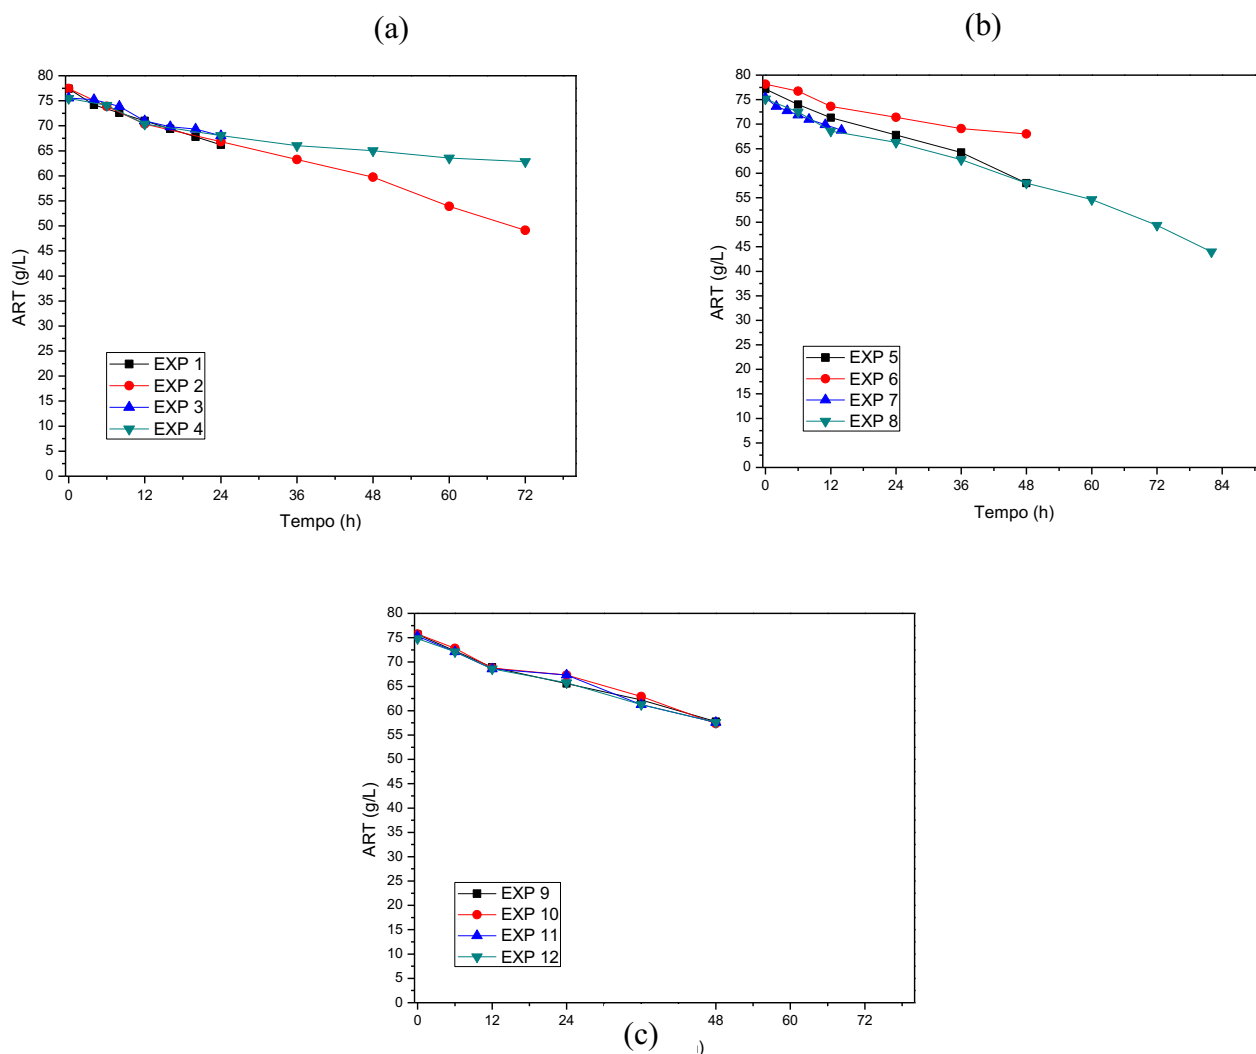 (a)
80
75
70
65
60
55
50
45
40
35
30
25
20
15
10
5
0
ART (g/L)
EXP 1
EXP 2
EXP 3
EXP 4
0 12 24 36 48 60 72
Tempo (h)
(b)
80
75
70
65
60
55
50
45
40
35
30
25
20
15
10
5
0
ART (g/L)
EXP 5
EXP 6
EXP 7
EXP 8
0 12 24 36 48 60 72 84
Tempo (h)
80
75
70
65
60
55
50
45
40
35
30
25
20
15
10
5
0
ART (g/L)
EXP 9
EXP 10
EXP 11
EXP 12
0 12 24 48 60 72
(c)